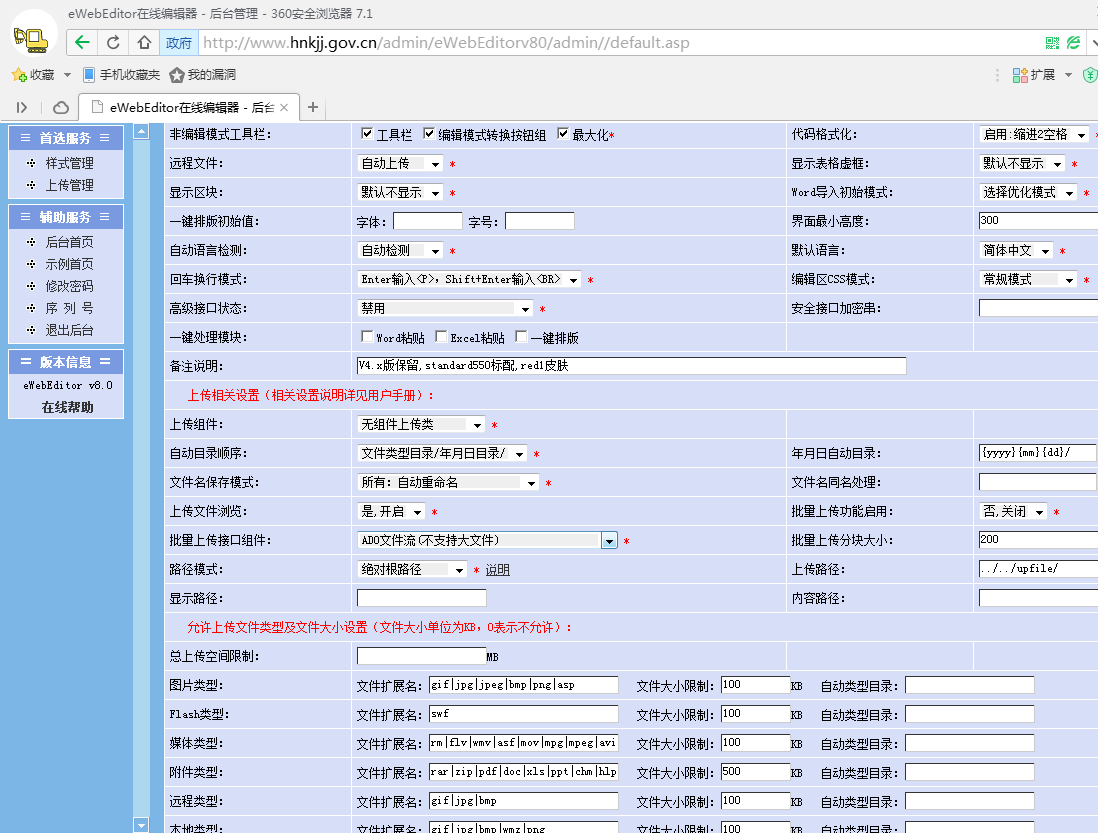 eWebEditor在线编辑器 - 后台管理 - 360安全浏览器 7.1
政府 http://www.hnkjj.gov.cn/admin/eWebEditorv80/admin//default.asp
收藏 手机收藏夹 我的漏洞 扩展
eWebEditor在线编辑器 - 后台
首选服务
样式管理
上传管理
辅助服务
后台首页
示例首页
修改密码
序 列 号
退出后台
版本信息
eWebEditor v8.0
在线帮助
非编辑模式工具栏: 工具栏 编辑模式转换按钮组 最大化* 代码格式化: 启用:缩进2空格 *
远程文件: 自动上传 * 显示表格虚框: 默认不显示 *
显示区块: 默认不显示 * Word导入初始模式: 选择优化模式 *
一键排版初始值: 字体: 字号: 界面最小高度: 300
自动语言检测: 自动检测 * 默认语言: 简体中文 *
回车换行模式: Enter输入<P>, Shift+Enter输入<BR> * 编辑区CSS模式: 常规模式 *
高级接口状态: 禁用 * 安全接口加密串:
一键处理模块: Word粘贴 Excel粘贴 一键排版
备注说明: V4.x版保留,standard550标配,red1皮肤
上传相关设置（相关设置说明详见用户手册）:
上传组件: 无组件上传类 *
自动目录顺序: 文件类型目录/年月日目录/ * 年月日自动目录: {yyyy}{mm}{dd}/
文件名保存模式: 所有: 自动重命名 * 文件名同名处理:
上传文件浏览: 是,开启 * 批量上传功能启用: 否,关闭 *
批量上传接口组件: ADO文件流(不支持大文件) * 批量上传分块大小: 200
路径模式: 绝对根路径 * 说明 上传路径: ../../upfile/
显示路径: 内容路径:
允许上传文件类型及文件大小设置（文件大小单位为KB, 0表示不允许）:
总上传空间限制: MB
图片类型: 文件扩展名: gif|jpg|jpeg|bmp|png|asp 文件大小限制: 100 KB 自动类型目录:
Flash类型: 文件扩展名: swf 文件大小限制: 100 KB 自动类型目录:
媒体类型: 文件扩展名: rm|flv|wmv|asf|mov|mpg|mpeg|avi 文件大小限制: 100 KB 自动类型目录:
附件类型: 文件扩展名: rar|zip|pdf|doc|xls|ppt|chm|hlp 文件大小限制: 500 KB 自动类型目录:
远程类型: 文件扩展名: gif|jpg|bmp 文件大小限制: 100 KB 自动类型目录:
本地类型: 文件扩展名: gif|jpg|bmp|wmz|png 文件大小限制: 100 KB 自动类型目录: